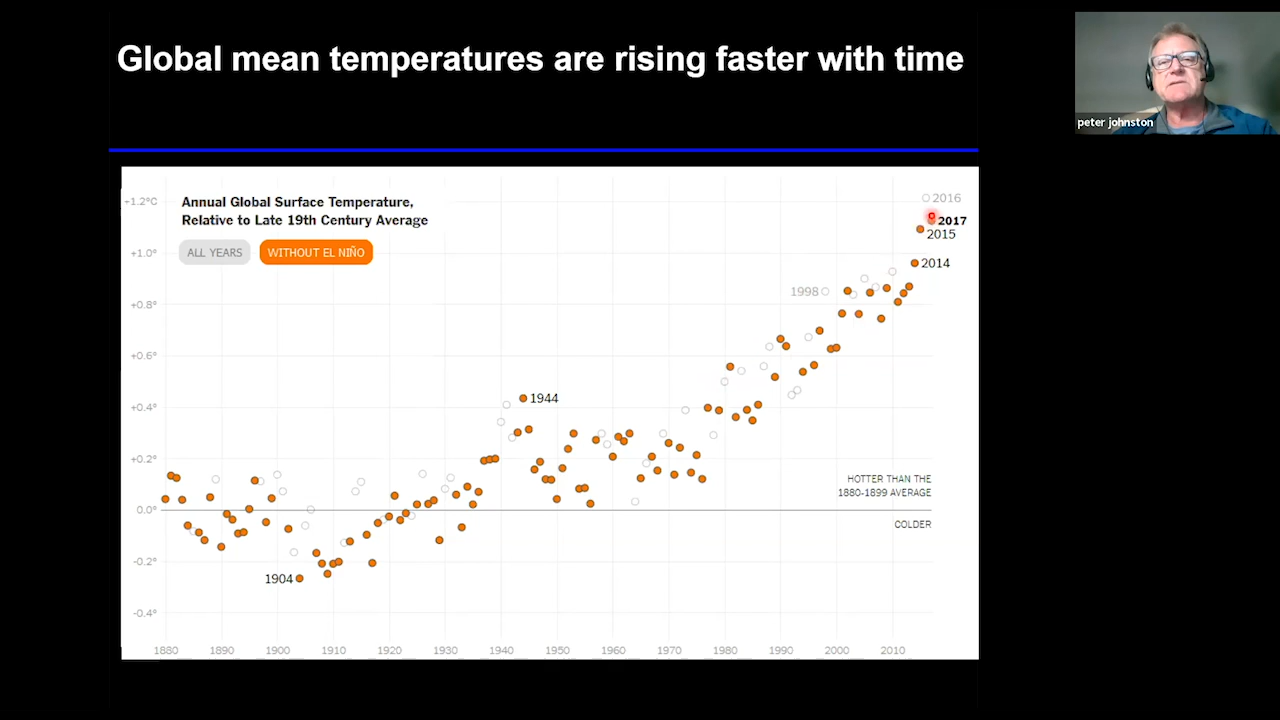 Global mean temperatures are rising faster with time
peter johnston
Annual Global Surface Temperature,
Relative to Late 19th Century Average
ALL YEARS
WITHOUT EL NIÑO
+1.2°C
+1.0°
+0.8°
+0.6°
+0.4°
+0.2°
0.0°
-0.2°
-0.4°
2016
2017
2015
2014
1998
1944
1904
HOTTER THAN THE
1880-1899 AVERAGE
COLDER
1880 1890 1900 1910 1920 1930 1940 1950 1960 1970 1980 1990 2000 2010